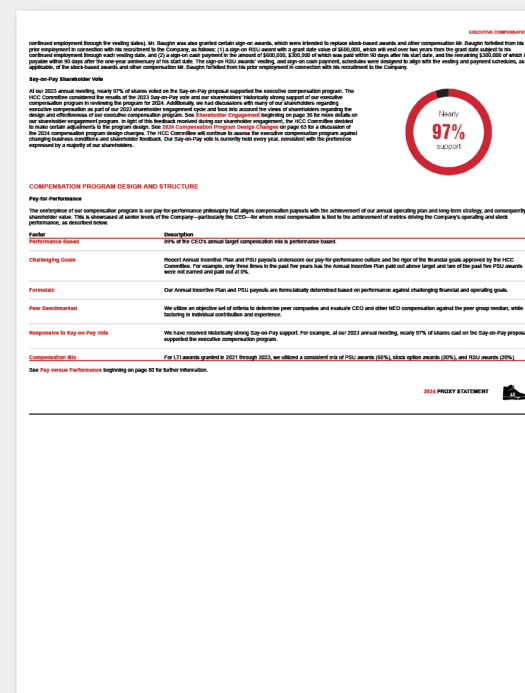 EXECUTIVE COMPENSATI
continued employment through the vesting dates). Mr. Baughn was also granted certain sign-on awards, which were intended to replace stock-based awards and other compensation Mr. Baughn forfeited from his
prior employment in connection with his recruitment to the Company, as follows: (1) a sign-on RSU award with a grant date value of $600,000, which will vest over two years from the grant date subject to his
continued employment through each vesting date, and (2) a sign-on cash payment in the amount of $600,000, $300,000 of which was paid within 90 days after his start date, and the remaining $300,000 of which i
payable within 90 days after the one-year anniversary of his start date. The sign-on RSU awards' vesting, and sign-on cash payment, schedules were designed to align with the vesting and payment schedules, as
applicable, of the stock-based awards and other compensation Mr. Baughn forfeited from his prior employment in connection with his recruitment to the Company.
Say-on-Pay Shareholder Vote
At our 2023 annual meeting, nearly 97% of shares voted on the Say-on-Pay proposal supported the executive compensation program. The
HCC Committee considered the results of the 2023 Say-on-Pay vote and our shareholders' historically strong support of our executive
compensation program in reviewing the program for 2024. Additionally, we had discussions with many of our shareholders regarding
executive compensation as part of our 2023 shareholder engagement cycle and took into account the views of shareholders regarding the
design and effectiveness of our executive compensation program. See Shareholder Engagement beginning on page 36 for more details on
our shareholder engagement program. In light of this feedback received during our shareholder engagement, the HCC Committee decided
to make certain adjustments to the program design. See 2024 Compensation Program Design Changes on page 63 for a discussion of
the 2024 compensation program design changes. The HCC Committee will continue to assess the executive compensation program against
changing business conditions and shareholder feedback. Our Say-on-Pay vote is currently held every year, consistent with the preference
expressed by a majority of our shareholders.
Nearly
97%
support
COMPENSATION PROGRAM DESIGN AND STRUCTURE
Pay-for-Performance
The centerpiece of our compensation program is our pay-for-performance philosophy that aligns compensation payouts with the achievement of our annual operating plan and long-term strategy, and consequently
shareholder value. This is showcased at senior levels of the Company—particularly the CEO—for whom most compensation is tied to the achievement of metrics driving the Company's operating and stock
performance, as described below.
Factor Description
Performance-Based 89% of the CEO's annual target compensation mix is performance-based.
Challenging Goals Recent Annual Incentive Plan and PSU payouts underscore our pay-for-performance culture and the rigor of the financial goals approved by the HCC
Committee. For example, only three times in the past five years has the Annual Incentive Plan paid out above target and two of the past five PSU awards
were not earned and paid out at 0%.
Formulaic Our Annual Incentive Plan and PSU payouts are formulaically determined based on performance against challenging financial and operating goals.
Peer Benchmarked We utilize an objective set of criteria to determine peer companies and evaluate CEO and other NEO compensation against the peer group median, while
factoring in individual contribution and experience.
Responsive to Say-on-Pay Vote We have received historically strong Say-on-Pay support. For example, at our 2023 annual meeting, nearly 97% of shares cast on the Say-on-Pay propos
supported the executive compensation program.
Compensation Mix For LTI awards granted in 2021 through 2023, we utilized a consistent mix of PSU awards (60%), stock option awards (20%), and RSU awards (20%).
See Pay versus Performance beginning on page 80 for further information.
2024 PROXY STATEMENT